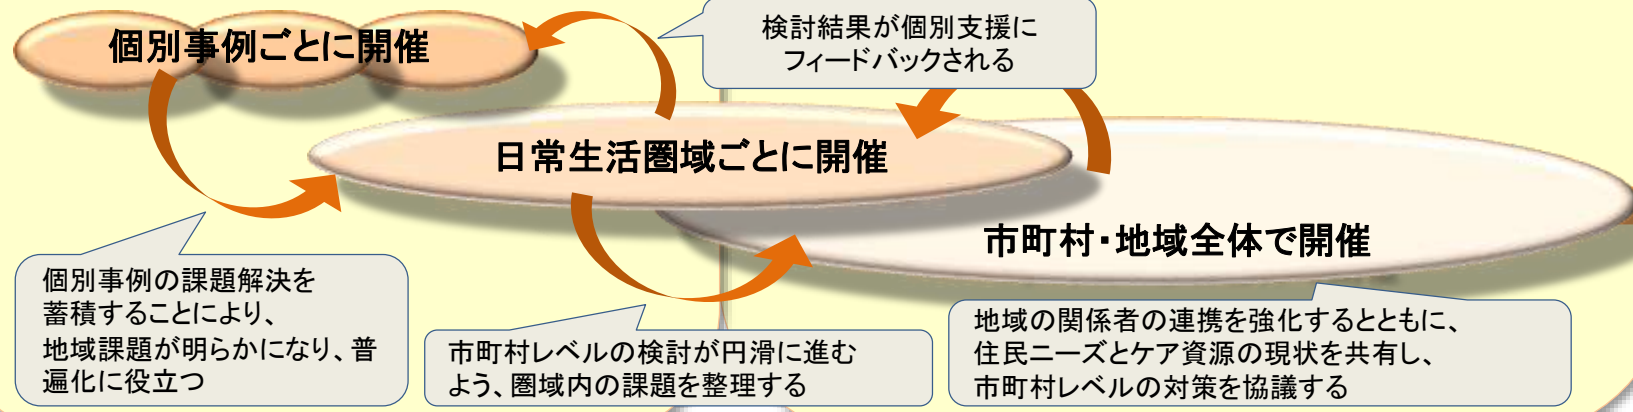 個別事例ごとに開催
検討結果が個別支援に
フィードバックされる
日常生活圏域ごとに開催
市町村・地域全体で開催
個別事例の課題解決を
蓄積することにより、
地域課題が明らかになり、普
遍化に役立つ
市町村レベルの検討が円滑に進む
よう、圏域内の課題を整理する
地域の関係者の連携を強化するとともに、
住民ニーズとケア資源の現状を共有し、
市町村レベルの対策を協議する